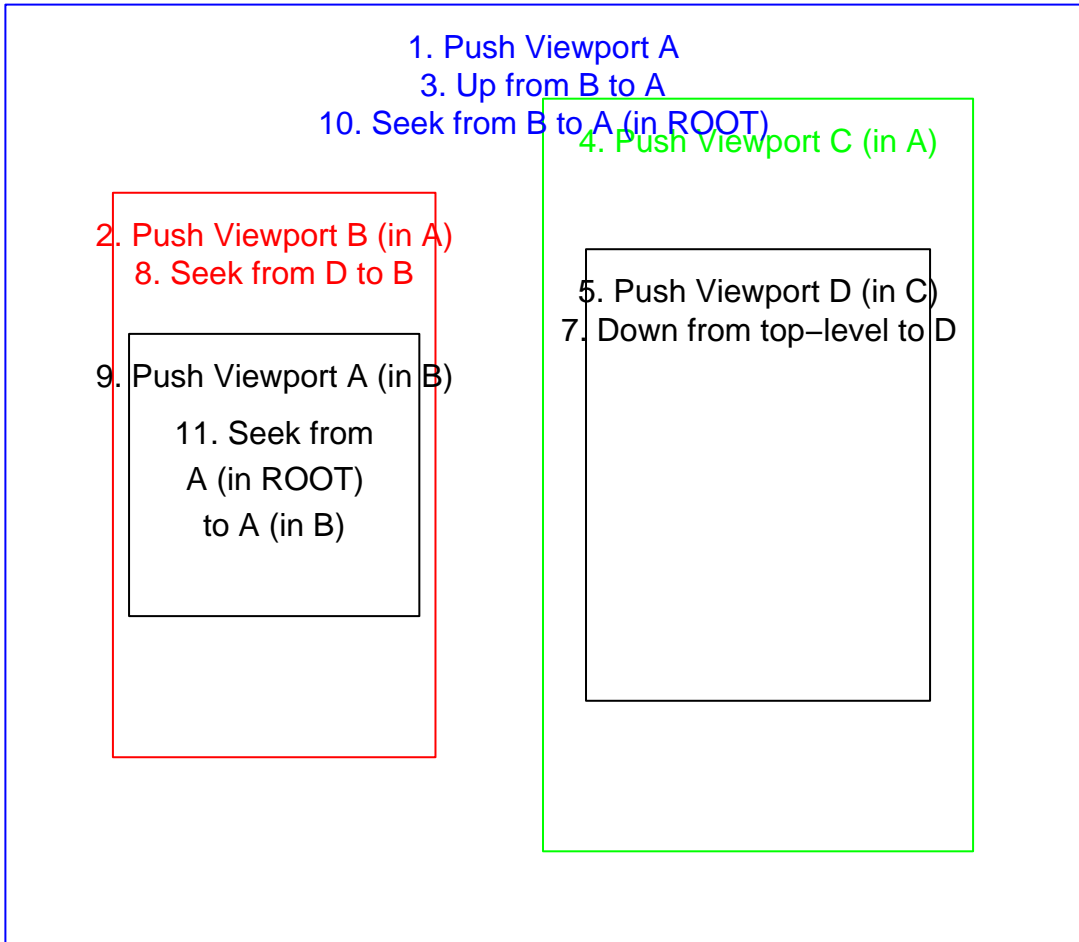 1. Push Viewport A
3. Up from B to A
10. Seek from B to A (in ROOT)
4. Push Viewport C (in A)
2. Push Viewport B (in A)
8. Seek from D to B
5. Push Viewport D (in C)
7. Down from top−level to D
9. Push Viewport A (in B)
11. Seek from
A (in ROOT)
to A (in B)